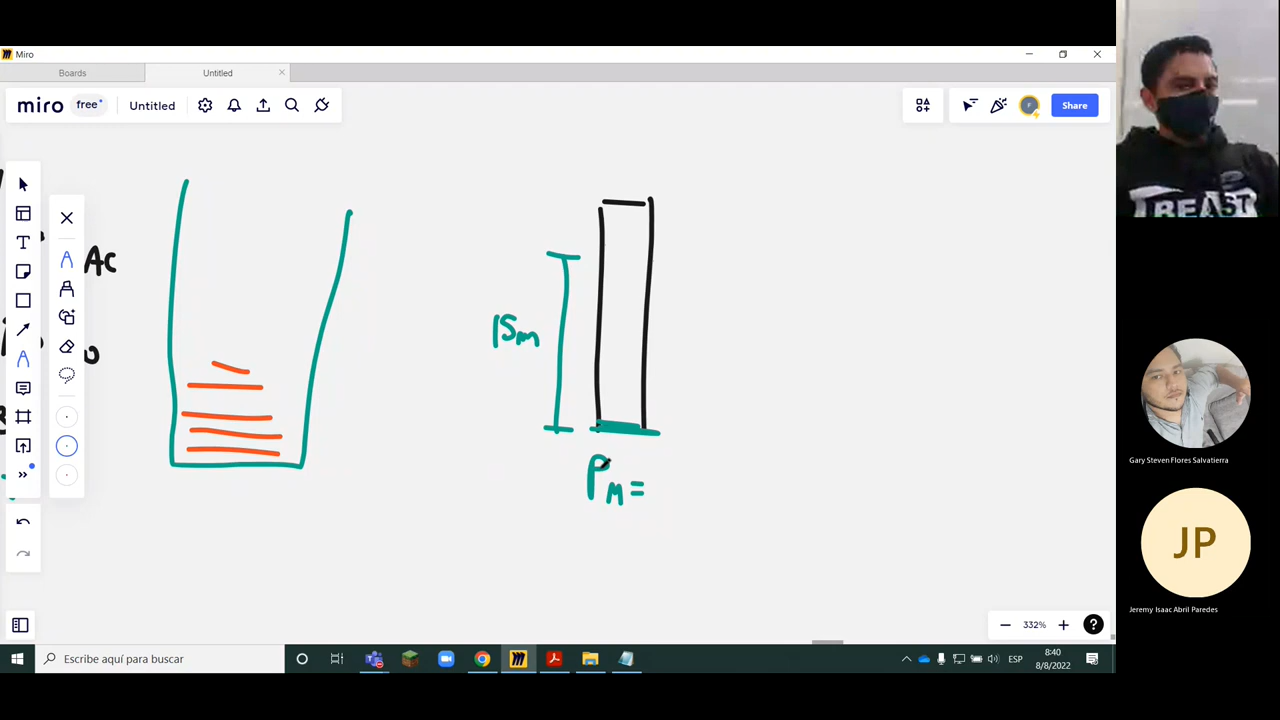 Miro
Boards
Untitled
miro
free
Untitled
Share
AC
15m
PM=
BEAST
Gary Steven Flores Salvatierra
JP
Jeremy Isaac Abril Paredes
332%
Escribe aquí para buscar
ESP
8:40
8/8/2022